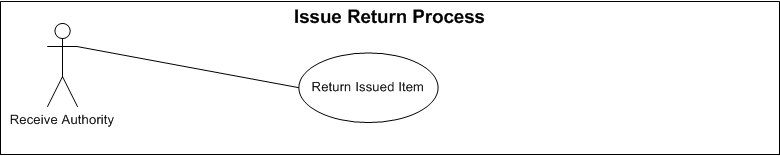 Issue Return Process
Return Issued Item
Receive Authority